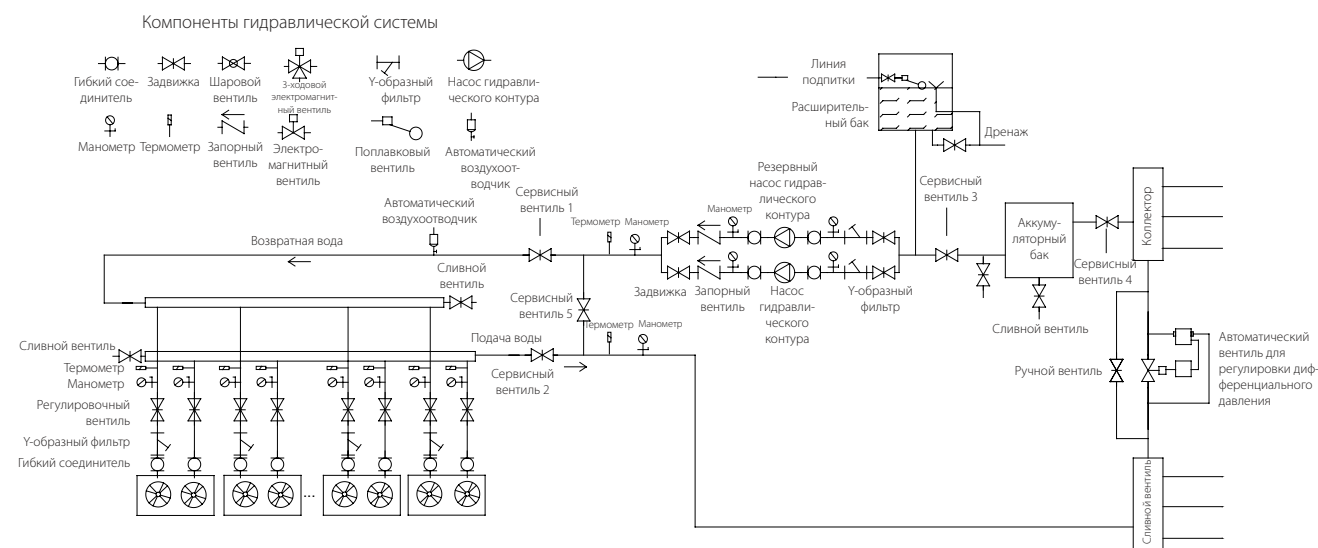 Компоненты гидравлической системы
Гибкий сое-
динитель
Задвижка
Шаровой
вентиль
3-ходовой
электромагнит-
ный вентиль
Y-образный
фильтр
Насос гидравли-
ческого контура
Манометр
Термометр
Запорный
вентиль
Электро-
магнитный
вентиль
Поплавковый
вентиль
Автоматический
воздухоот-
водчик
Линия
подпитки
Расширитель-
ный бак
Дренаж
Автоматический
воздухоотводчик
Сервисный
вентиль 1
Термометр
Манометр
Манометр
Резервный
насос гидрав-
лического
контура
Сервисный
вентиль 3
Аккуму-
ляторный
бак
Коллектор
Сервисный
вентиль 4
Возвратная вода
Сливной
вентиль
Сервисный
вентиль 5
Задвижка
Запорный
вентиль
Насос
гидравли-
ческого
контура
Y-образный
фильтр
Сливной вентиль
Сливной вентиль
Термометр
Манометр
Подача воды
Сервисный
вентиль 2
Термометр
Манометр
Регулировочный
вентиль
Y-образный фильтр
Гибкий соединитель
...
Ручной вентиль
Автоматический
вентиль для
регулировки диф-
ференциального
давления
Сливной вентиль